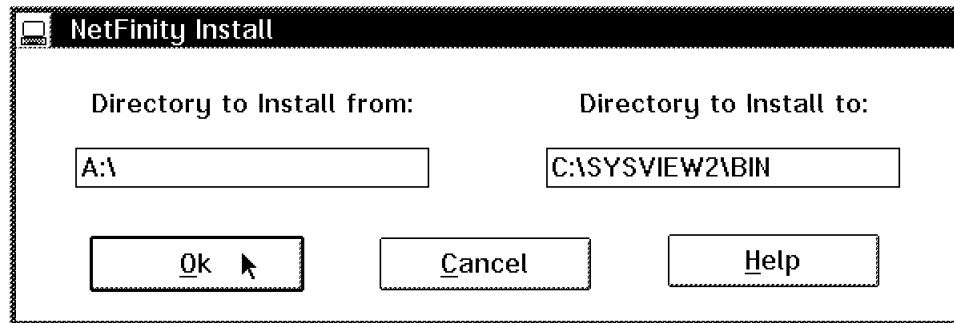 NetFinity Install
Directory to Install from:
Directory to Install to:
A:\
C:\SYSVIEW2\BIN
Ok
Cancel
Help